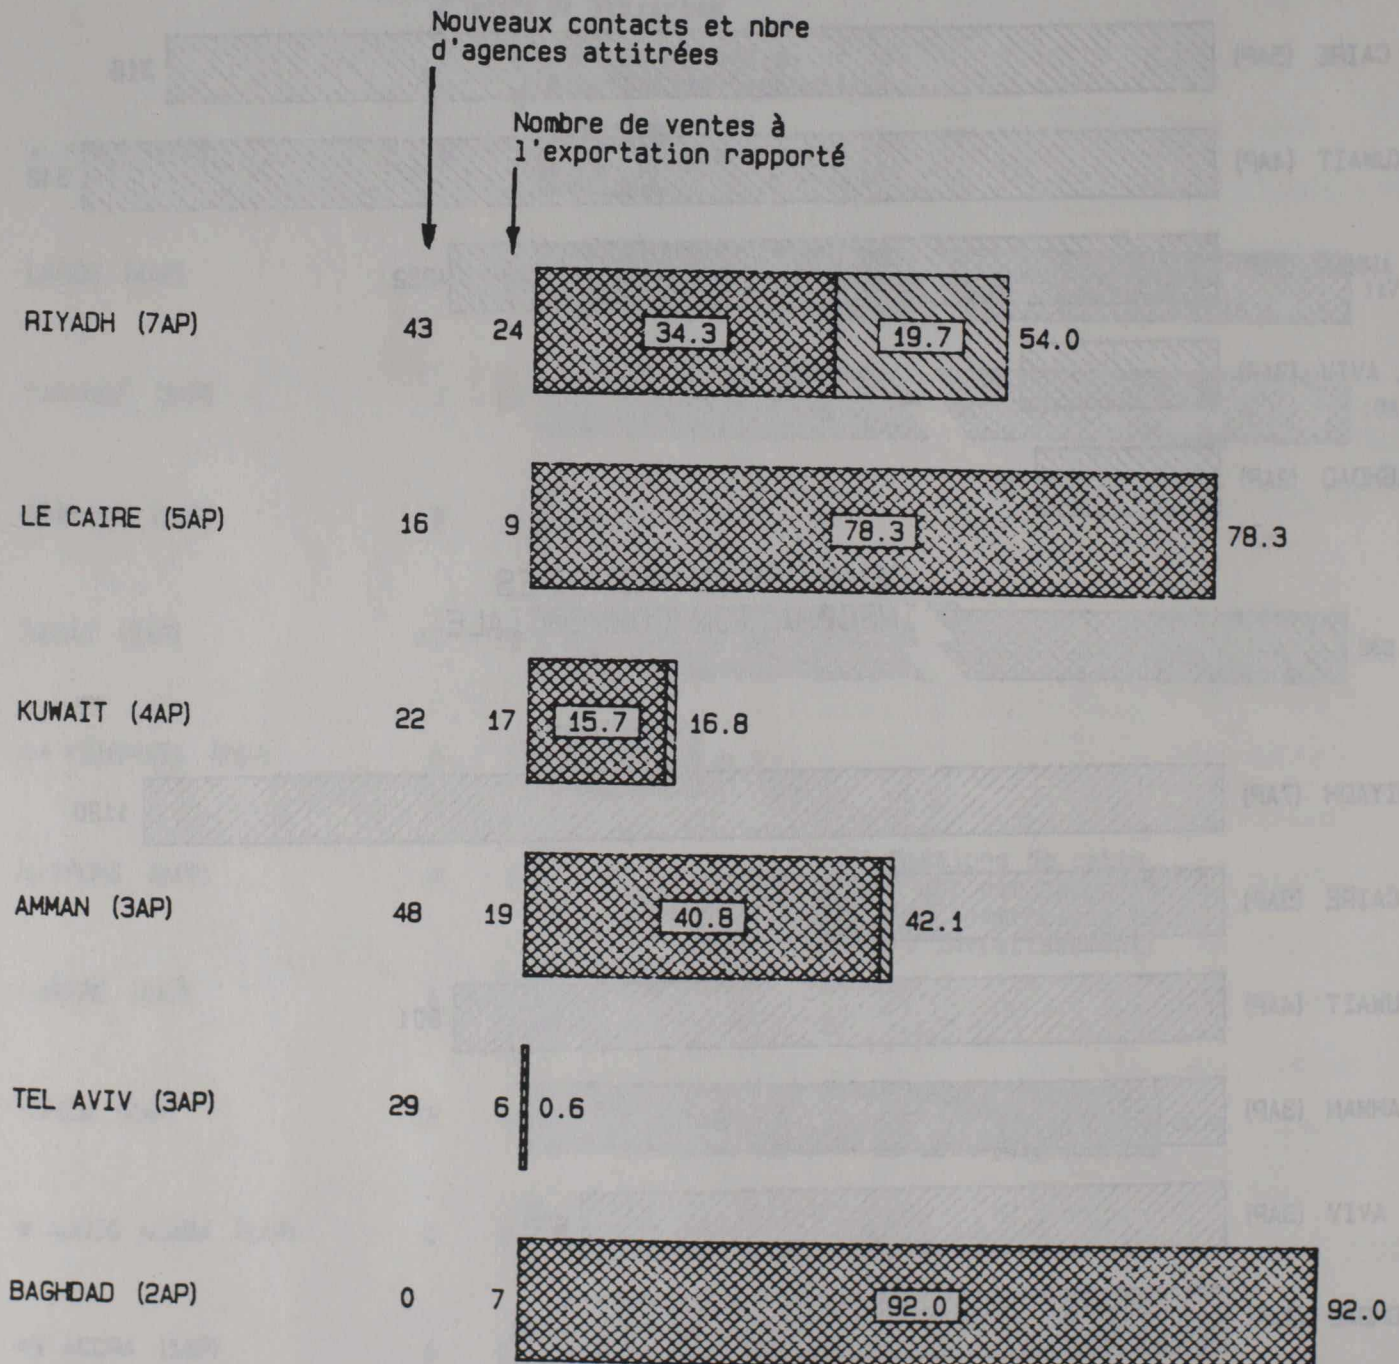 Nouveaux contacts et nbre
d'agences attitrées
Nombre de ventes à
l'exportation rapporté
RIYADH (7AP) 43 24 34.3 19.7 54.0
LE CAIRE (5AP) 16 9 78.3 78.3
KUWAIT (4AP) 22 17 15.7 16.8
AMMAN (3AP) 48 19 40.8 42.1
TEL AVIV (3AP) 29 6 0.6
BAGHDAD (2AP) 0 7 92.0 92.0